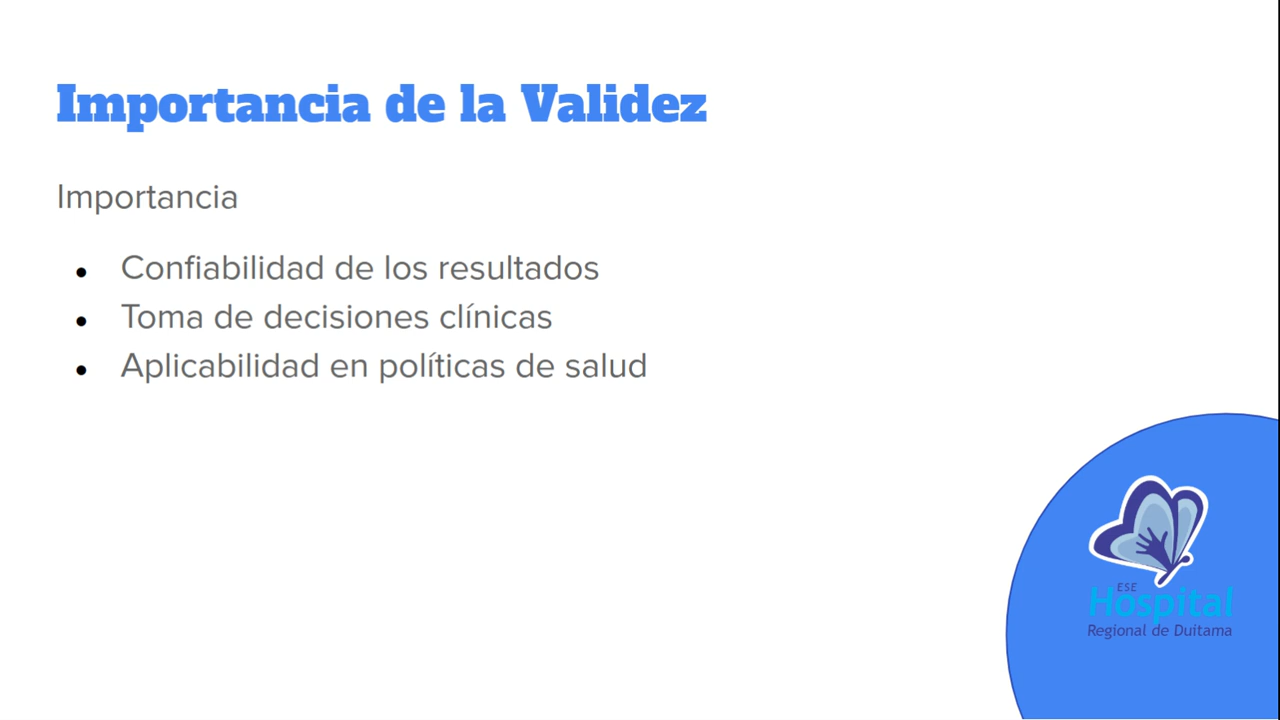 Importancia de la Validez
Importancia
• Confiabilidad de los resultados
• Toma de decisiones clínicas
• Aplicabilidad en políticas de salud
ESE
Hospital
Regional de Duitama